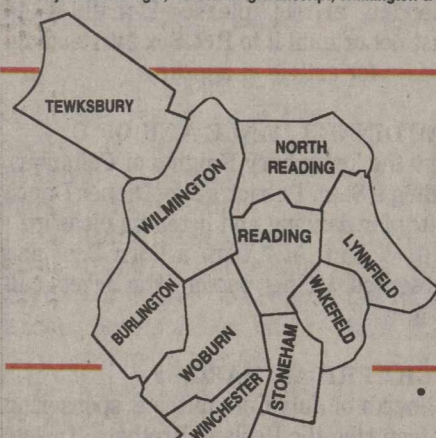 TEWKSBURY
NORTH
READING
WILMINGTON
READING
LYNNFIELD
BURLINGTON
WAKEFIELD
WOBURN
STONEHAM
WINCHESTER